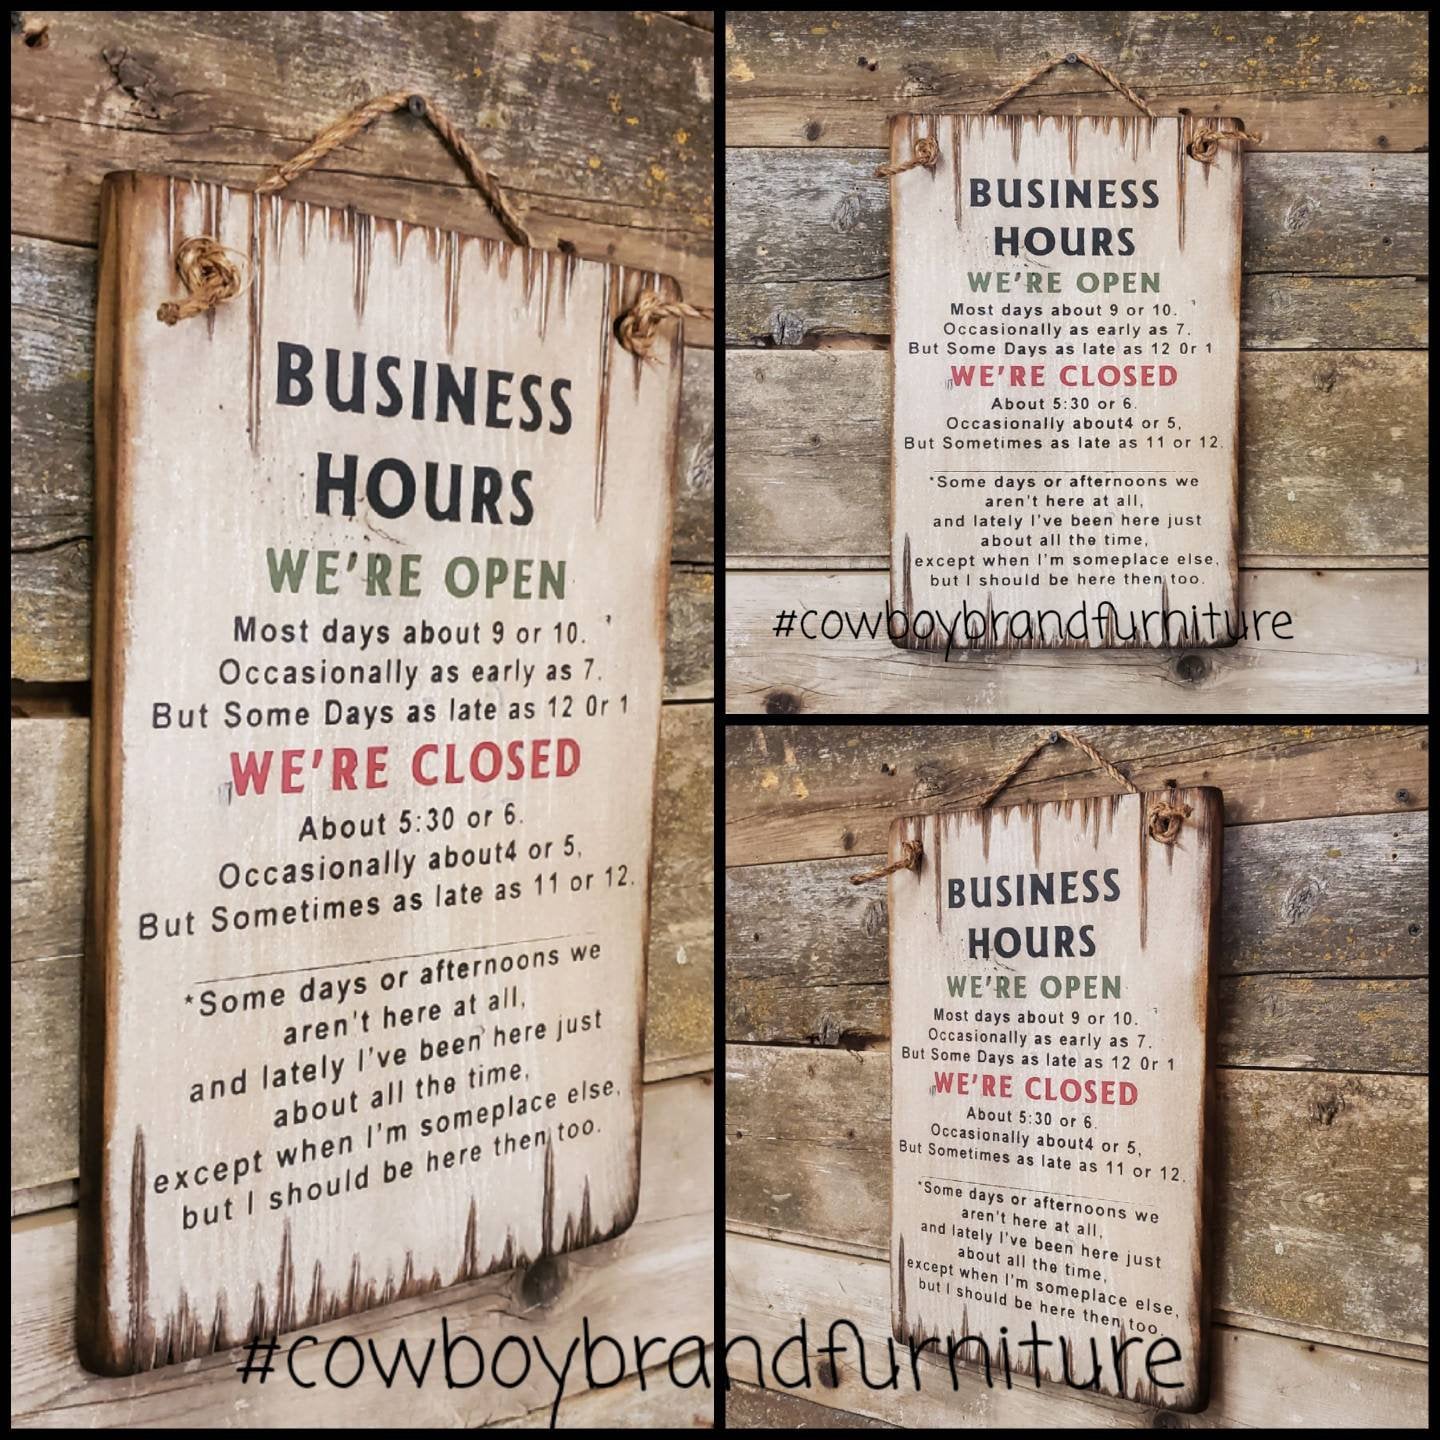 BUSINESS
HOURS
WE'RE OPEN
Most days about 9 or 10.
Occasionally as early as 7.
But Some Days as late as 12 0r 1
WE'RE CLOSED
About 5:30 or 6.
Occasionally about4 or 5,
But Sometimes as late as 11 or 12.
*Some days or afternoons we
aren't here at all,
and lately I've been here just
about all the time,
except when I'm someplace else,
but I should be here then too.
BUSINESS
HOURS
WE'RE OPEN
Most days about 9 or 10.
Occasionally as early as 7.
But Some Days as late as 12 0r 1
WE'RE CLOSED
About 5:30 or 6.
Occasionally about4 or 5,
But Sometimes as late as 11 or 12.
*Some days or afternoons we
aren't here at all,
and lately I've been here just
about all the time,
except when I'm someplace else,
but I should be here then too.
#cowboybrandfurniture
BUSINESS
HOURS
WE'RE OPEN
Most days about 9 or 10.
Occasionally as early as 7.
But Some Days as late as 12 0r 1
WE'RE CLOSED
About 5:30 or 6.
Occasionally about4 or 5,
But Sometimes as late as 11 or 12.
*Some days or afternoons we
aren't here at all,
and lately I've been here just
about all the time,
except when I'm someplace else,
but I should be here then too.
#cowboybrandfurniture